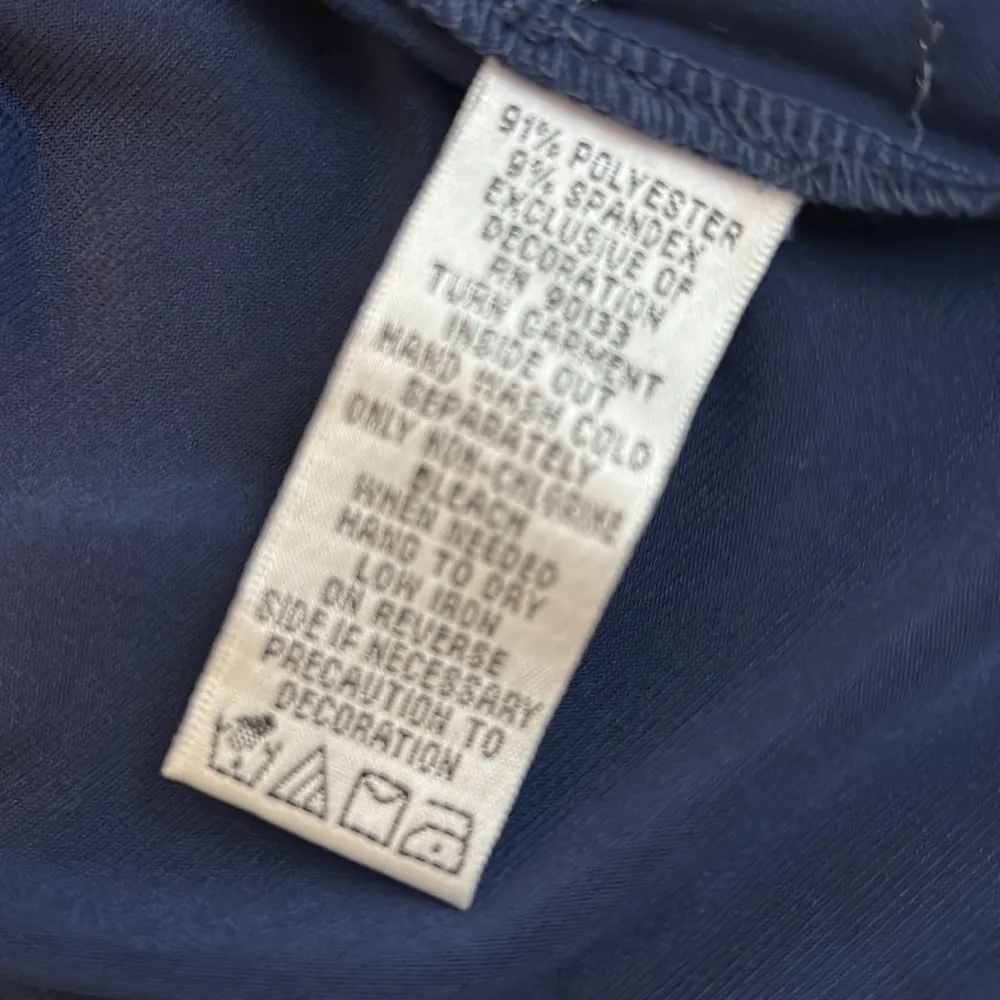 91% POLYESTER
9% SPANDEX
EXCLUSIVE OF
DECORATION
RN 90133
TURN GARMENT
INSIDE OUT
HAND WASH COLD
SEPARATELY
ONLY NON-CHLORINE
BLEACH
WHEN NEEDED
HANG TO DRY
LOW IRON
ON REVERSE
SIDE IF NECESSARY
PRECAUTION TO
DECORATION